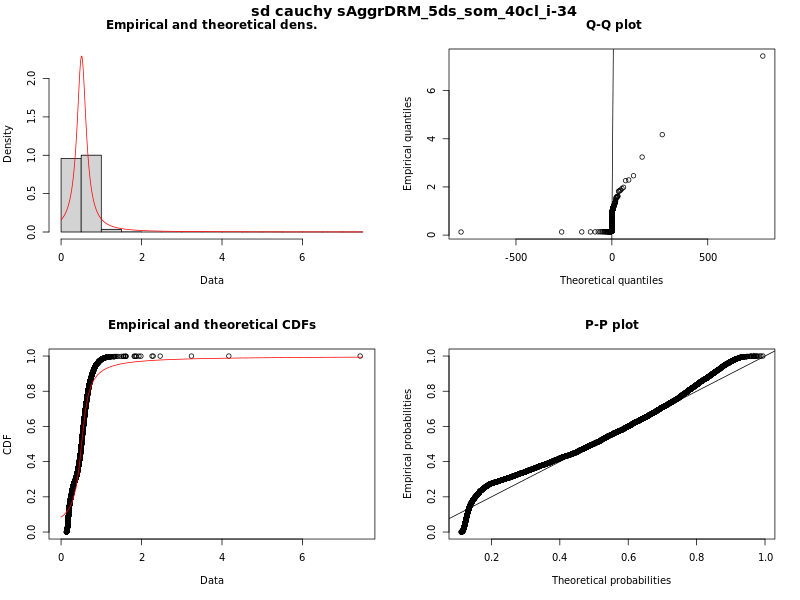 sd cauchy sAggrDRM_5ds_som_40cl_i-34
Empirical and theoretical dens.
Density
0.0 0.5 1.0 1.5 2.0
0 2 4 6
Data
Q-Q plot
Empirical quantiles
0 2 4 6
-500 0 500
Theoretical quantiles
Empirical and theoretical CDFs
CDF
0.0 0.2 0.4 0.6 0.8 1.0
0 2 4 6
Data
P-P plot
Empirical probabilities
0.0 0.2 0.4 0.6 0.8 1.0
0.2 0.4 0.6 0.8 1.0
Theoretical probabilities